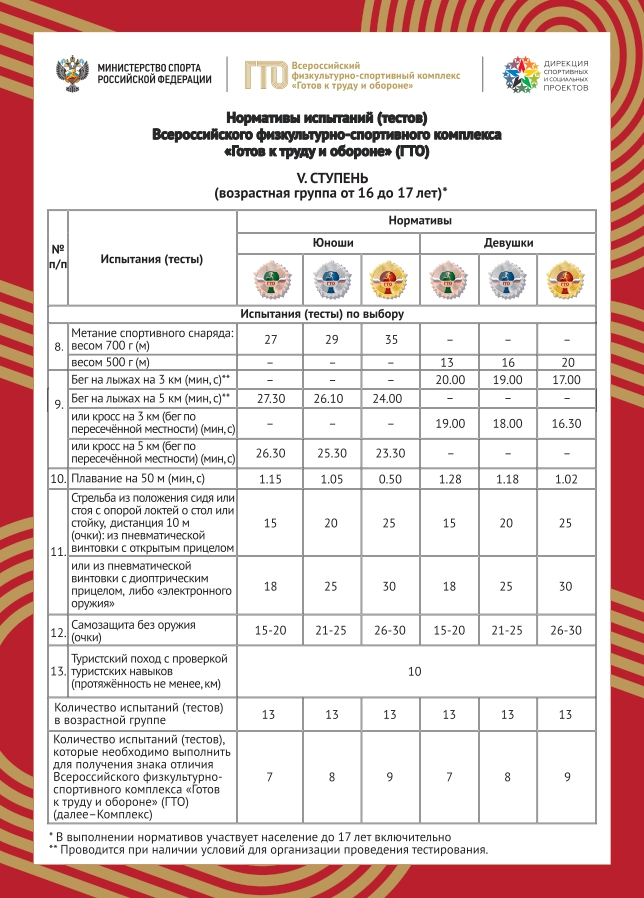 МИНИСТЕРСТВО СПОРТА
РОССИЙСКОЙ ФЕДЕРАЦИИ
ГТО
Всероссийский
физкультурно-спортивный комплекс
«Готов к труду и обороне»
ДИРЕКЦИЯ
СПОРТИВНЫХ
И СОЦИАЛЬНЫХ
ПРОЕКТОВ
Нормативы испытаний (тестов)
Всероссийского физкультурно-спортивного комплекса
«Готов к труду и обороне» (ГТО)
V. СТУПЕНЬ
(возрастная группа от 16 до 17 лет)*
№
п/п
Испытания (тесты)
Нормативы
Юноши
Девушки
ГТО ГТО ГТО ГТО ГТО ГТО
Испытания (тесты) по выбору
8.
Метание спортивного снаряда:
весом 700 г (м)
27 29 35 – – –
весом 500 г (м)
– – – 13 16 20
9.
Бег на лыжах на 3 км (мин, с)**
– – – 20.00 19.00 17.00
Бег на лыжах на 5 км (мин, с)**
27.30 26.10 24.00 – – –
или кросс на 3 км (бег по
пересечённой местности) (мин, с)
– – – 19.00 18.00 16.30
или кросс на 5 км (бег по
пересечённой местности) (мин, с)
26.30 25.30 23.30 – – –
10. Плавание на 50 м (мин, с) 1.15 1.05 0.50 1.28 1.18 1.02
11.
Стрельба из положения сидя или
стоя с опорой локтей о стол или
стойку, дистанция 10 м
(очки): из пневматической
винтовки с открытым прицелом
15 20 25 15 20 25
или из пневматической
винтовки с диоптрическим
прицелом, либо «электронного
оружия»
18 25 30 18 25 30
12.
Самозащита без оружия
(очки)
15-20 21-25 26-30 15-20 21-25 26-30
13.
Туристский поход с проверкой
туристских навыков
(протяжённость не менее, км)
10
Количество испытаний (тестов)
в возрастной группе
13 13 13 13 13 13
Количество испытаний (тестов),
которые необходимо выполнить
для получения знака отличия
Всероссийского физкультурно-
спортивного комплекса «Готов
к труду и обороне» (ГТО)
(далее–Комплекс)
7 8 9 7 8 9
* В выполнении нормативов участвует население до 17 лет включительно
** Проводится при наличии условий для организации проведения тестирования.